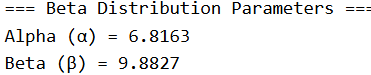 === Beta Distribution Parameters ===
Alpha (α) = 6.8163
Beta (β) = 9.8827